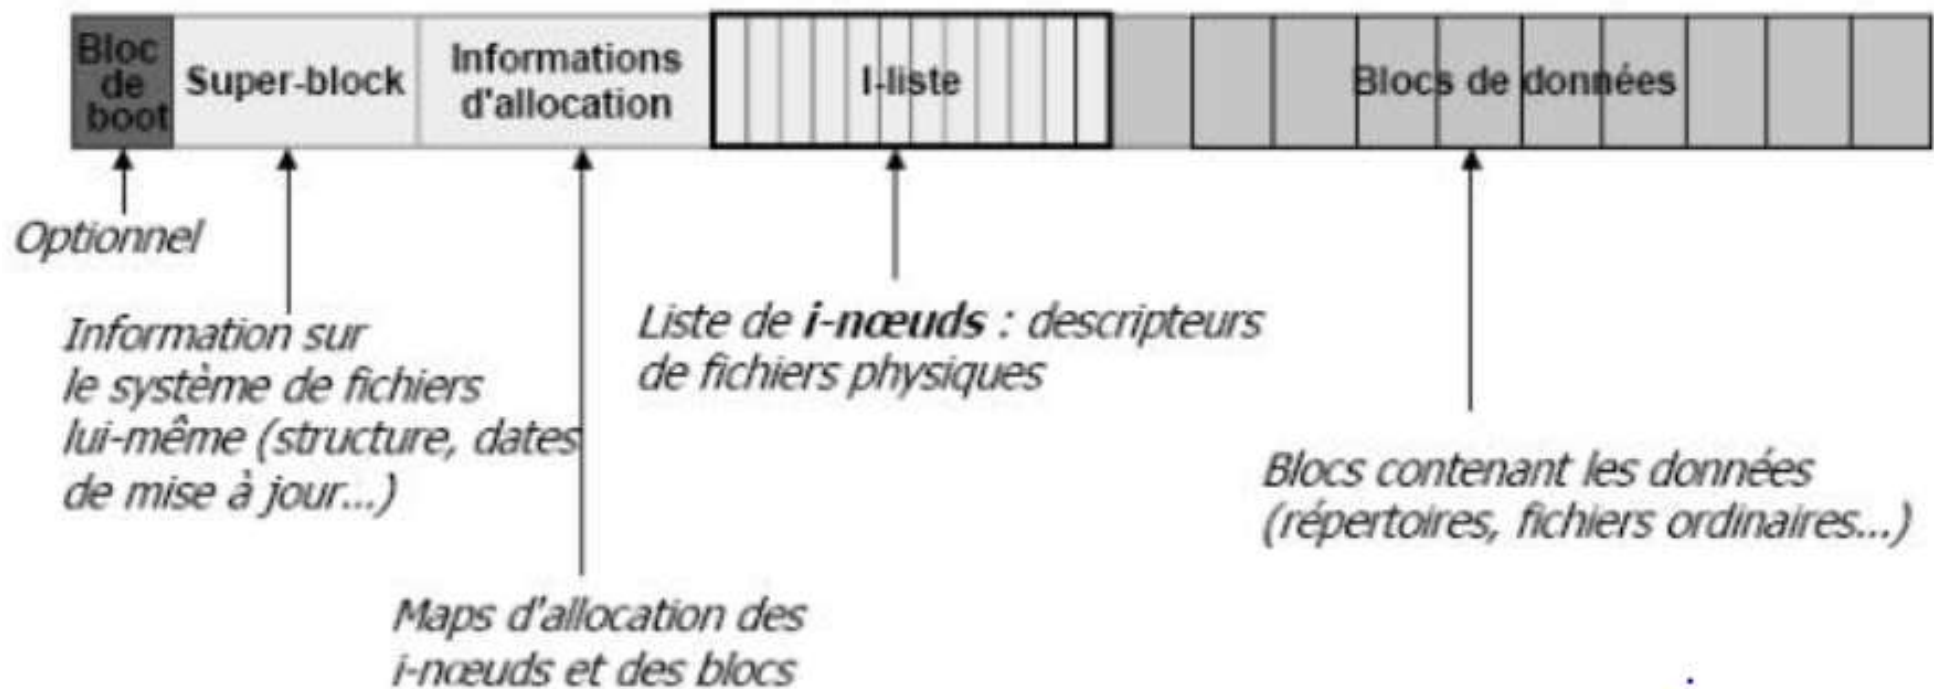 Bloc
de
boot
Super-block
Informations
d'allocation
I-liste
Blocs de données
Optionnel
Information sur
le système de fichiers
lui-même (structure, dates
de mise à jour...)
Liste de i-nœuds : descripteurs
de fichiers physiques
Blocs contenant les données
(répertoires, fichiers ordinaires...)
Maps d'allocation des
i-nœuds et des blocs